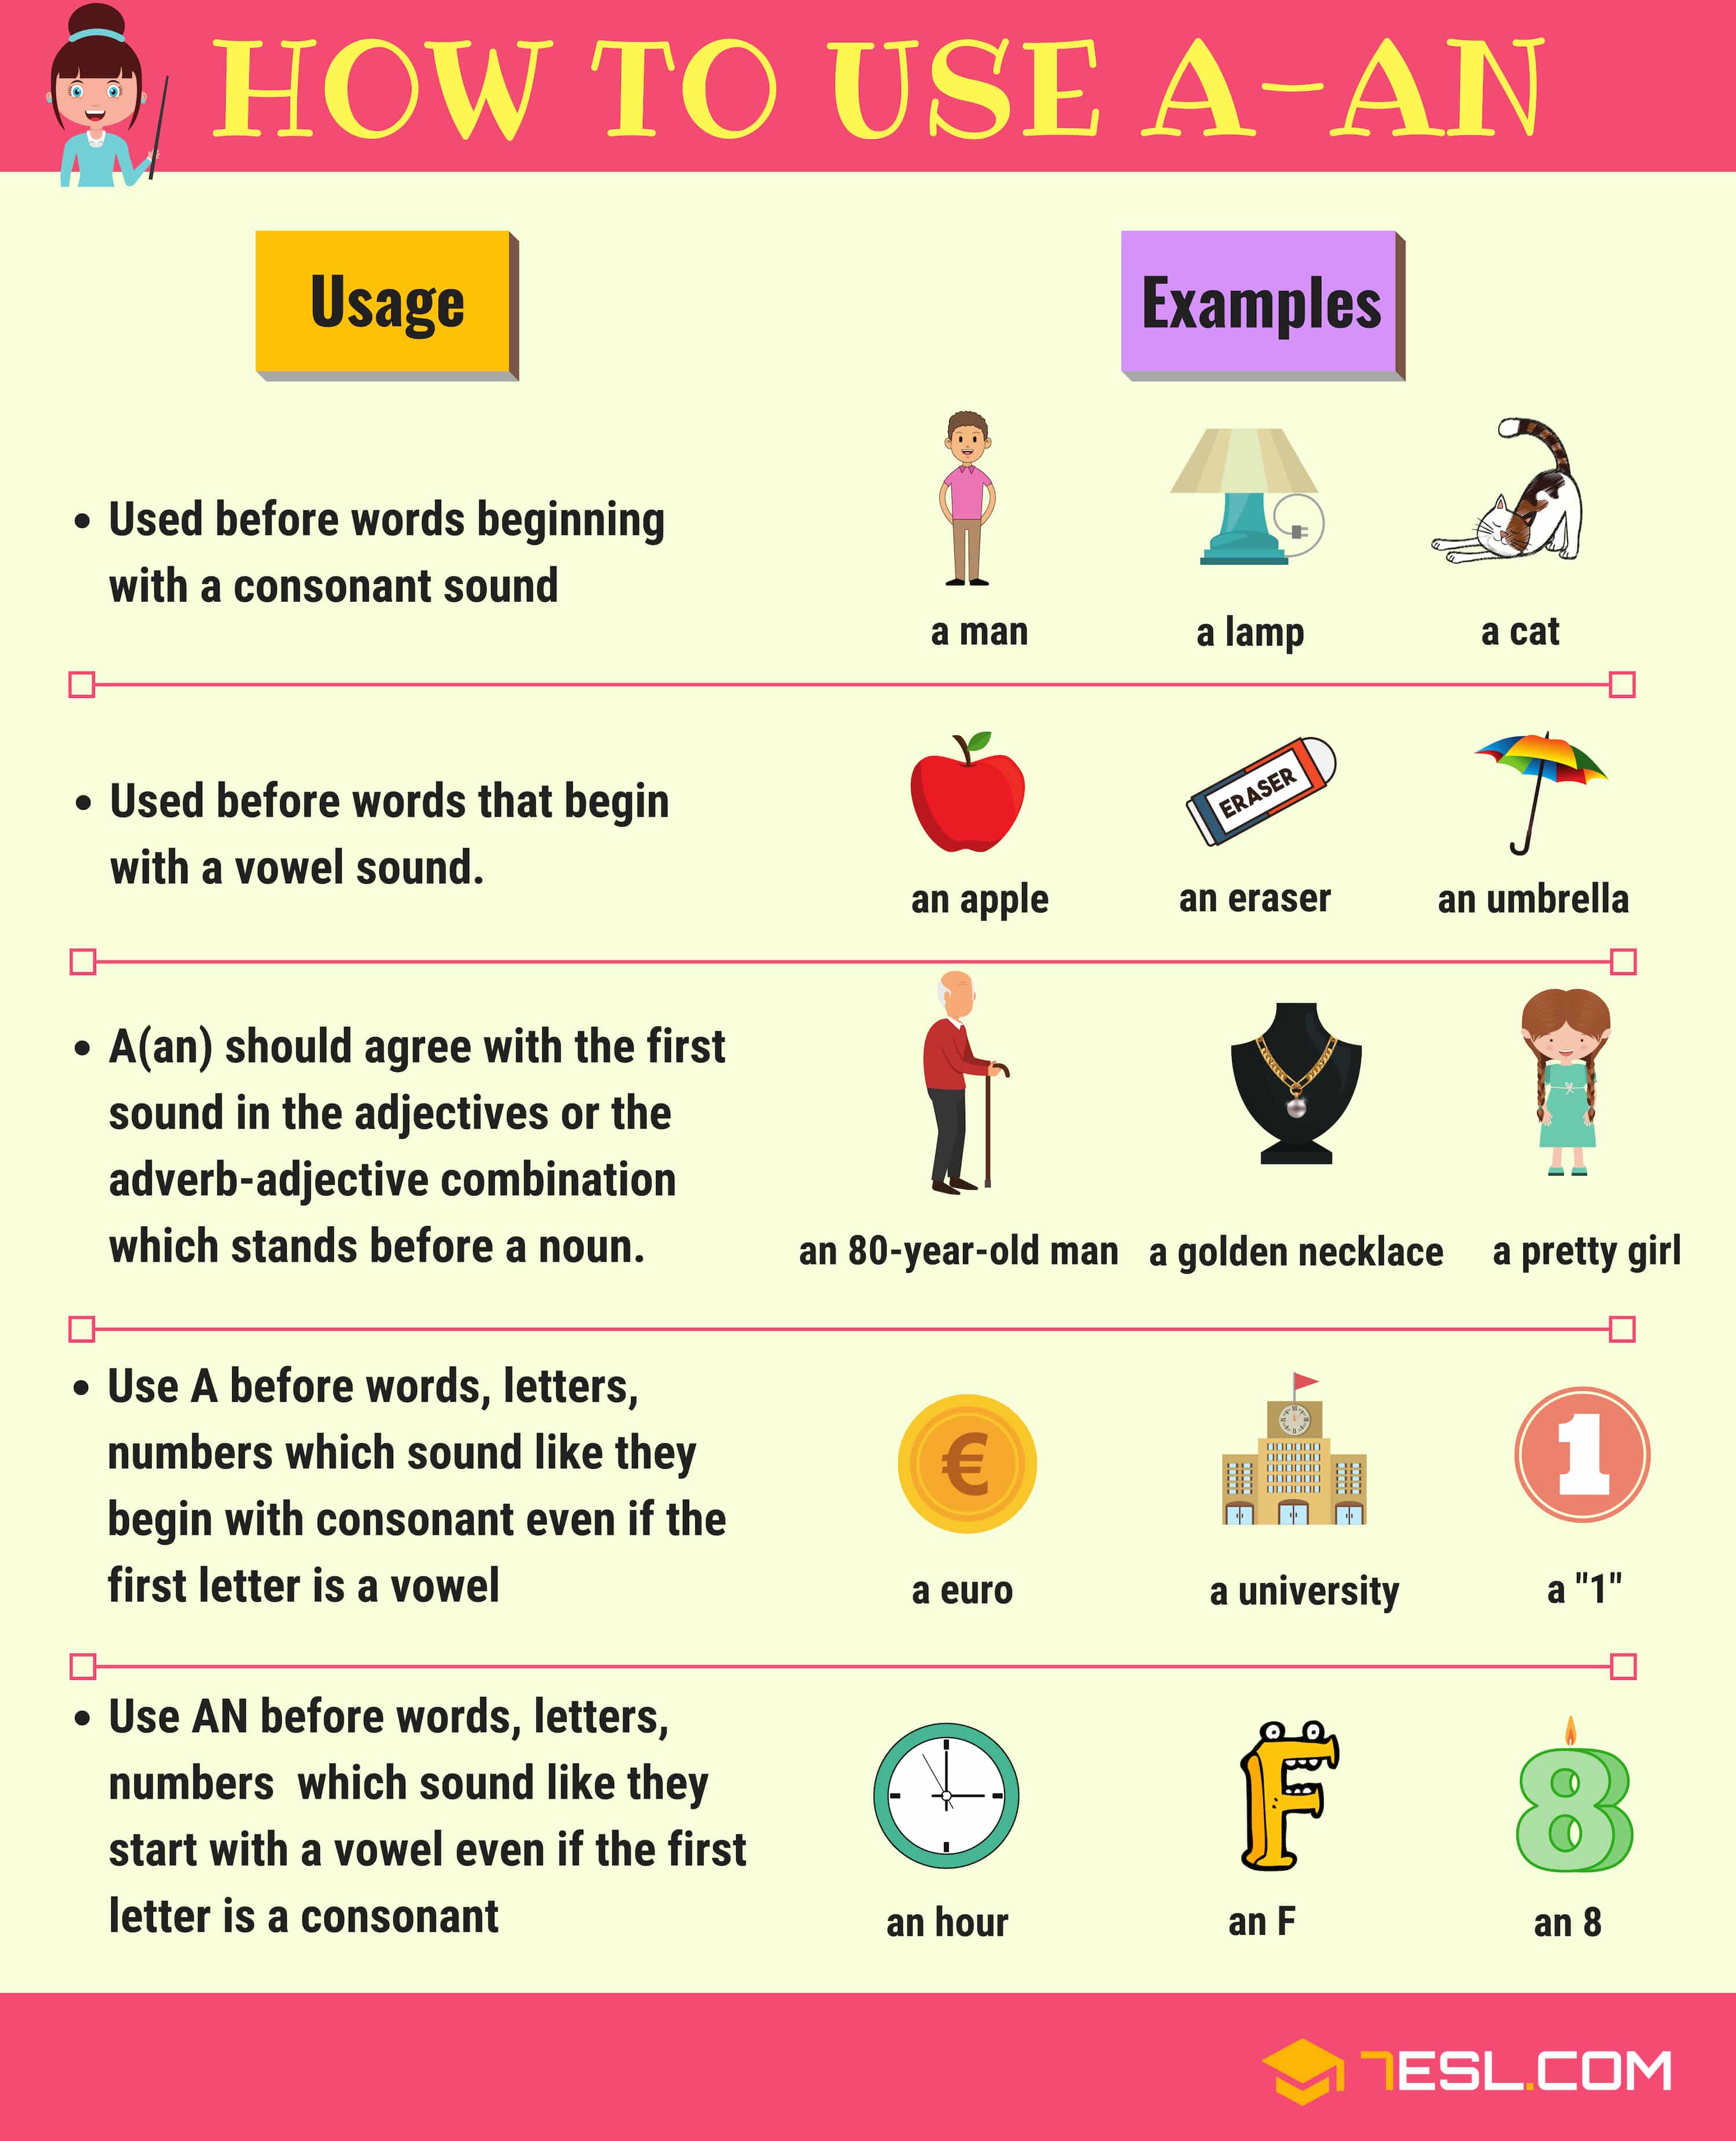 HOW TO USE A-AN
Usage
Examples
• Used before words beginning
with a consonant sound
a man
a lamp
a cat
• Used before words that begin
with a vowel sound.
ERASER
an apple
an eraser
an umbrella
• A(an) should agree with the first
sound in the adjectives or the
adverb-adjective combination
which stands before a noun.
an 80-year-old man
a golden necklace
a pretty girl
• Use A before words, letters,
numbers which sound like they
begin with consonant even if the
first letter is a vowel
€
1
a euro
a university
a "1"
• Use AN before words, letters,
numbers  which sound like they
start with a vowel even if the first
letter is a consonant
F
8
an hour
an F
an 8
7ESL.COM